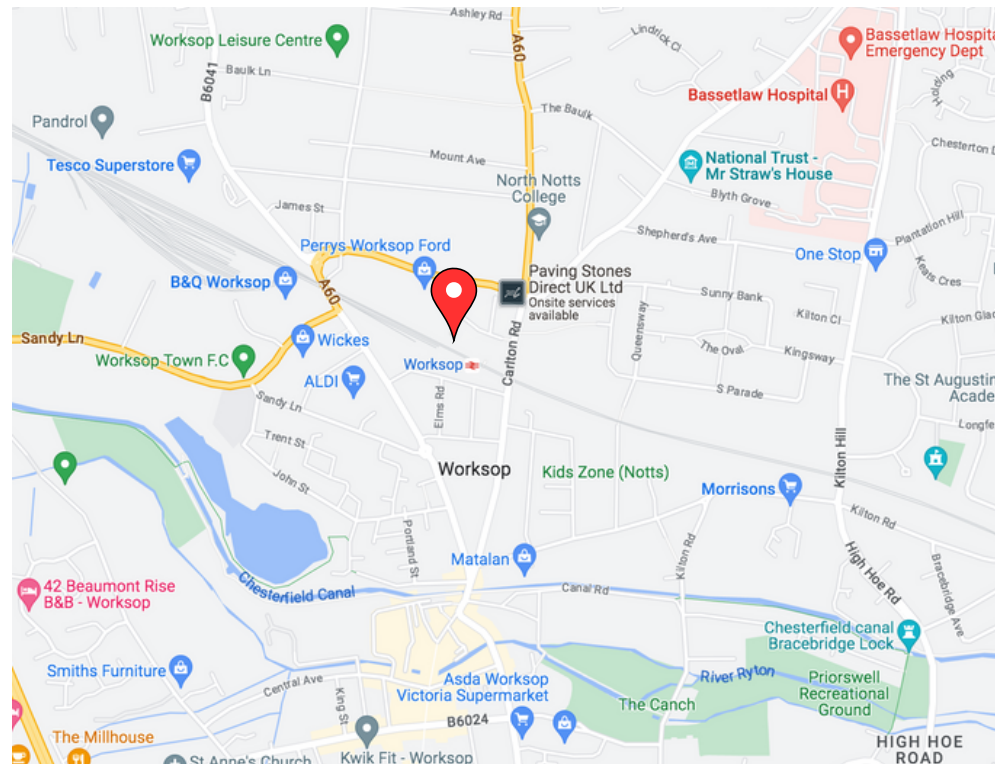 Ashley Rd
A60
Lindrick Cl
Bassetlaw Hospita
Emergency Dept
Worksop Leisure Centre
B6041
Baulk Ln
Holding
Bassetlaw Hospital
H
The Baulk
Pandrol
Chesterton D
Mount Ave
Tesco Superstore
National Trust -
Mr Straw's House
North Notts
College
Blyth Grove
James St
Plantation Hill
Shepherd's Ave
Perrys Worksop Ford
One Stop
Paving Stones
Direct UK Ltd
Onsite services
available
B&Q Worksop
A60
Keats Cres
Sunny Bank
Kilton Cl
Kilton Gla
Sandy Ln
Wickes
Queensway
The Oval
Kingsway
Worksop Town F.C
Worksop
Carlton Rd
ALDI
S Parade
The St Augustin
Acade
Sandy Ln
Elms Rd
Longfe
Trent St
Kilton Hill
Worksop
Kids Zone (Notts)
John St
Morrisons
Kilton Rd
Portland St
Kilton Rd
Matalan
High Hoe Rd
Bracebridge Ave
42 Beaumont Rise
B&B - Worksop
Chesterfield Canal
Canal Rd
Chesterfield canal
Bracebridge Lock
Smiths Furniture
Asda Worksop
Victoria Supermarket
River Ryton
Priorswell
Recreational
Ground
Central Ave
King St
The Canch
B6024
The Millhouse
HIGH HOE
ROAD
St Anne's Church
Kwik Fit - Worksop